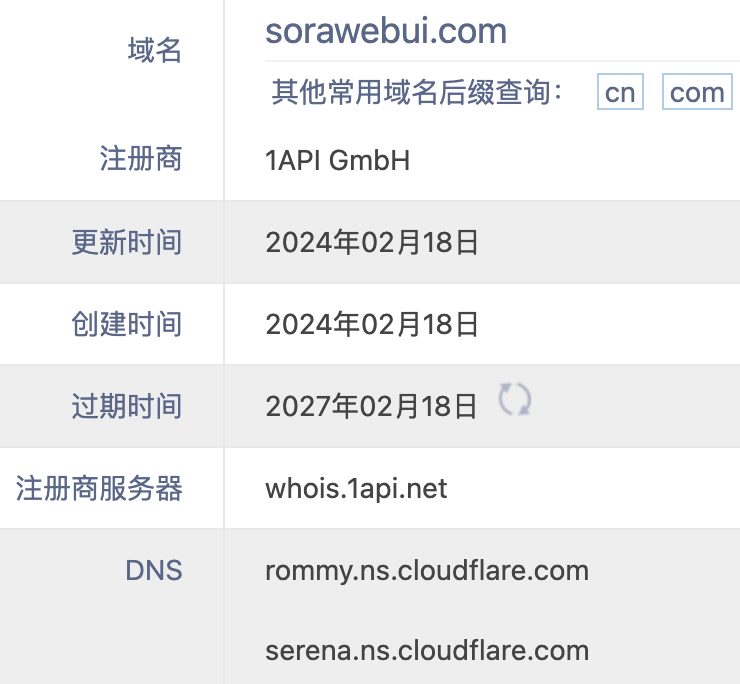 域名 sorawebui.com
其他常用域名后缀查询： cn com
注册商 1API GmbH
更新时间 2024年02月18日
创建时间 2024年02月18日
过期时间 2027年02月18日
注册商服务器 whois.1api.net
DNS rommy.ns.cloudflare.com
serena.ns.cloudflare.com